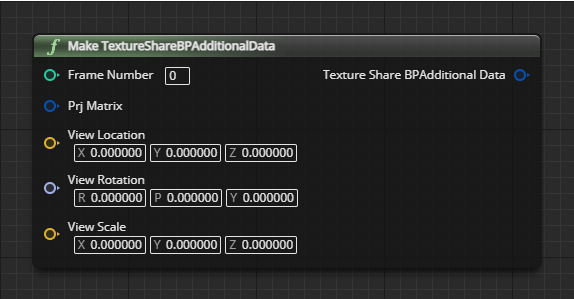 f Make TextureShareBPAdditionalData
Frame Number 0 Texture Share BPAdditional Data
Prj Matrix
View Location
X 0.000000 Y 0.000000 Z 0.000000
View Rotation
R 0.000000 P 0.000000 Y 0.000000
View Scale
X 0.000000 Y 0.000000 Z 0.000000